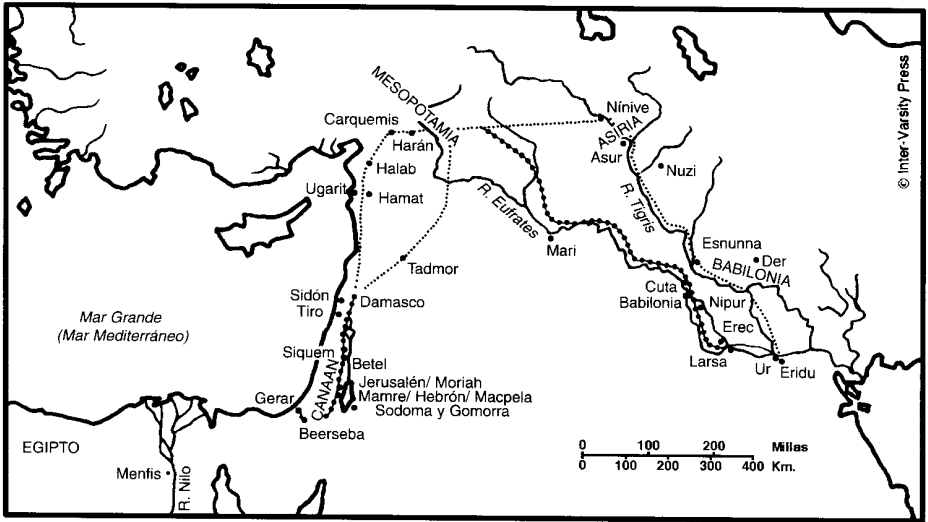 MESOPOTAMIA
Nínive
Carquemis
ASIRIA
Harán
Asur
Halab
Nuzi
© Inter-Varsity Press
Ugarit
Hamat
R. Eufrates
R. Tigris
Mari
Esnunna
Der
Tadmor
BABILONIA
Sidón
Damasco
Cuta
Tiro
Babilonia
Nipur
Mar Grande
(Mar Mediterráneo)
Erec
Siquem
Betel
Larsa
Ur
Eridu
CANAAN
Jerusalén/ Moriah
Mamre/ Hebrón/ Macpela
Gerar
Sodoma y Gomorra
Beerseba
EGIPTO
Menfis
R. Nilo
0 100 200 Millas
0 100 200 300 400 Km.